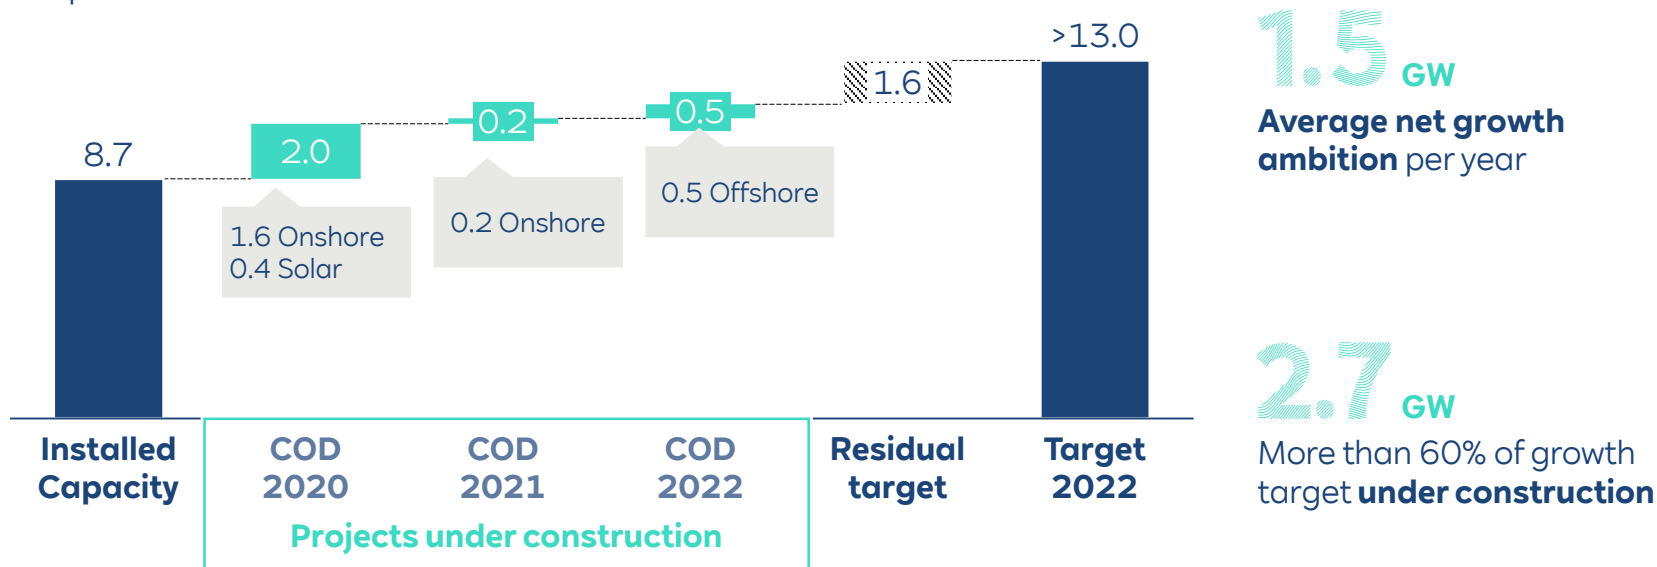 8.7
2.0
1.6 Onshore
0.4 Solar
0.2
0.2 Onshore
0.5
0.5 Offshore
1.6
>13.0
Installed
Capacity
COD
2020
COD
2021
COD
2022
Residual
target
Target
2022
Projects under construction
1.5 GW
Average net growth
ambition per year
2.7 GW
More than 60% of growth
target under construction